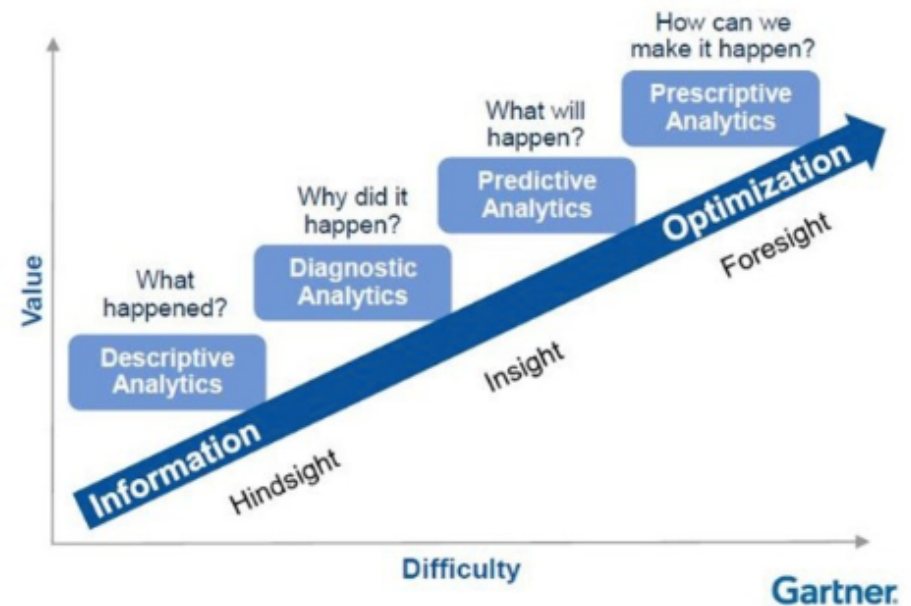 How can we
make it happen?
Prescriptive
Analytics
What will
happen?
Predictive
Analytics
Why did it
happen?
Diagnostic
Analytics
What
happened?
Descriptive
Analytics
Value
Information
Optimization
Hindsight
Insight
Foresight
Difficulty
Gartner.